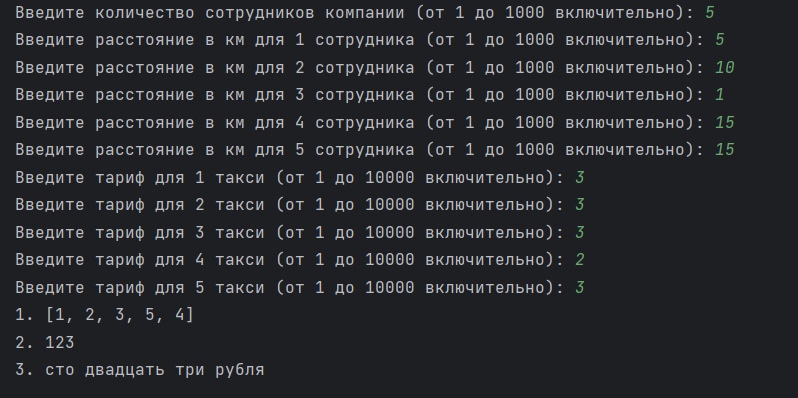 Введите количество сотрудников компании (от 1 до 1000 включительно): 5
Введите расстояние в км для 1 сотрудника (от 1 до 1000 включительно): 5
Введите расстояние в км для 2 сотрудника (от 1 до 1000 включительно): 10
Введите расстояние в км для 3 сотрудника (от 1 до 1000 включительно): 1
Введите расстояние в км для 4 сотрудника (от 1 до 1000 включительно): 15
Введите расстояние в км для 5 сотрудника (от 1 до 1000 включительно): 15
Введите тариф для 1 такси (от 1 до 10000 включительно): 3
Введите тариф для 2 такси (от 1 до 10000 включительно): 3
Введите тариф для 3 такси (от 1 до 10000 включительно): 3
Введите тариф для 4 такси (от 1 до 10000 включительно): 2
Введите тариф для 5 такси (от 1 до 10000 включительно): 3
1. [1, 2, 3, 5, 4]
2. 123
3. сто двадцать три рубля